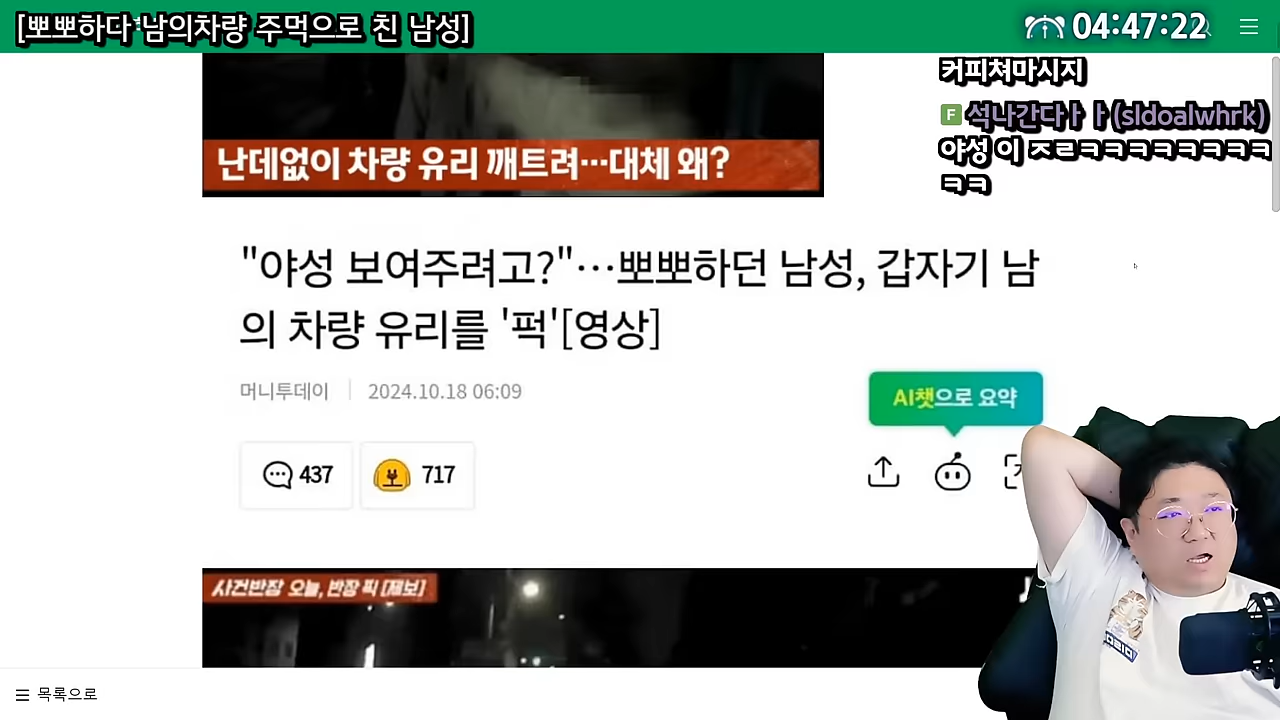 [뽀뽀하다 남의차량 주먹으로 친 남성]
04:47:22
커피쳐마시지
F 석나간다ㅏㅏ(sldoalwhrk)
야성 이 ㅈㄹㅋㅋㅋㅋㅋㅋㅋㅋㅋ
ㅋㅋ
난데없이 차량 유리 깨트려…대체 왜?
"야성 보여주려고?"…뽀뽀하던 남성, 갑자기 남
의 차량 유리를 '퍽'[영상]
머니투데이 2024.10.18 06:09
AI챗으로 요약
437 717
사건반장 오늘, 반장 픽 [제보]
목록으로